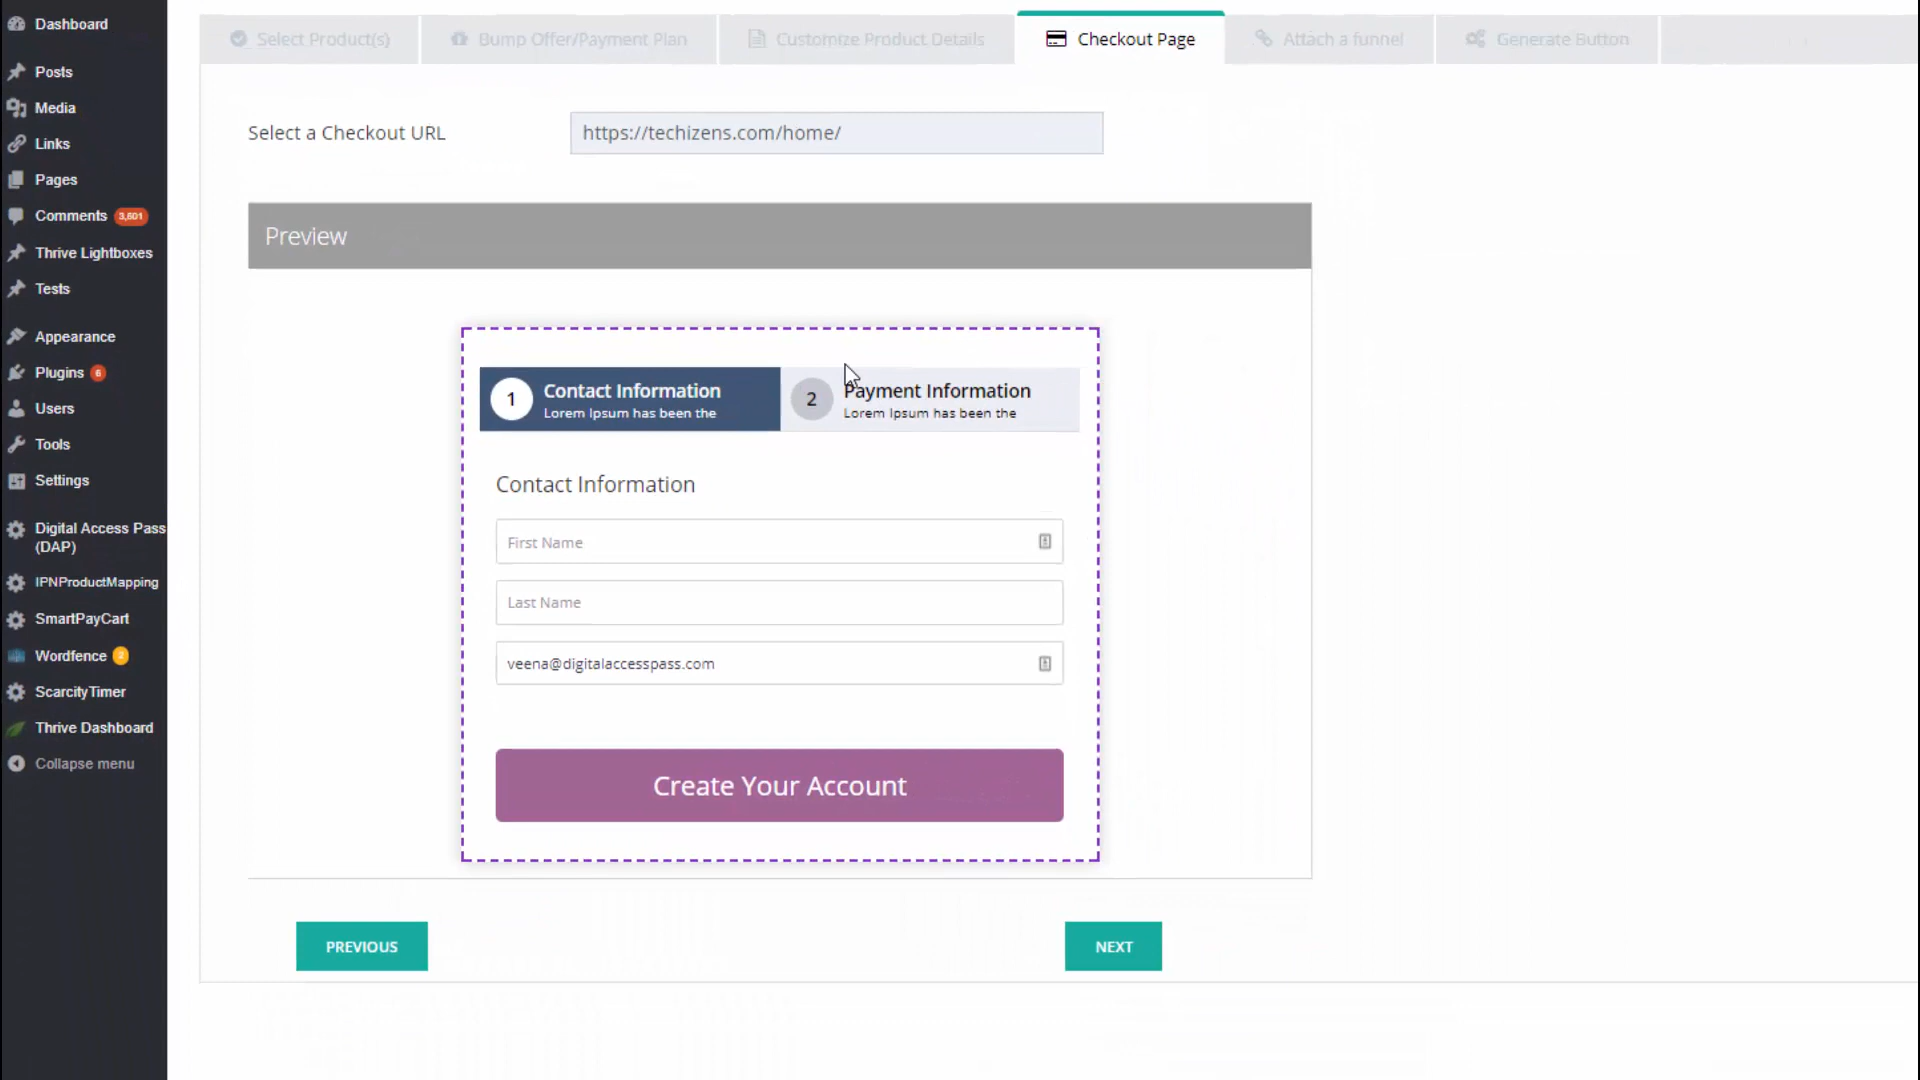 Dashboard
Posts
Media
Links
Pages
Comments 3,601
Thrive Lightboxes
Tests
Appearance
Plugins 6
Users
Tools
Settings
Digital Access Pass
(DAP)
IPNProductMapping
SmartPayCart
Wordfence 2
ScarcityTimer
Thrive Dashboard
Collapse menu
Select Product(s)
Bump Offer/Payment Plan
Customize Product Details
Checkout Page
Attach a funnel
Generate Button
Select a Checkout URL
https://techizens.com/home/
Preview
1 Contact Information
Lorem Ipsum has been the
2 Payment Information
Lorem Ipsum has been the
Contact Information
First Name
Last Name
veena@digitalaccesspass.com
Create Your Account
PREVIOUS
NEXT